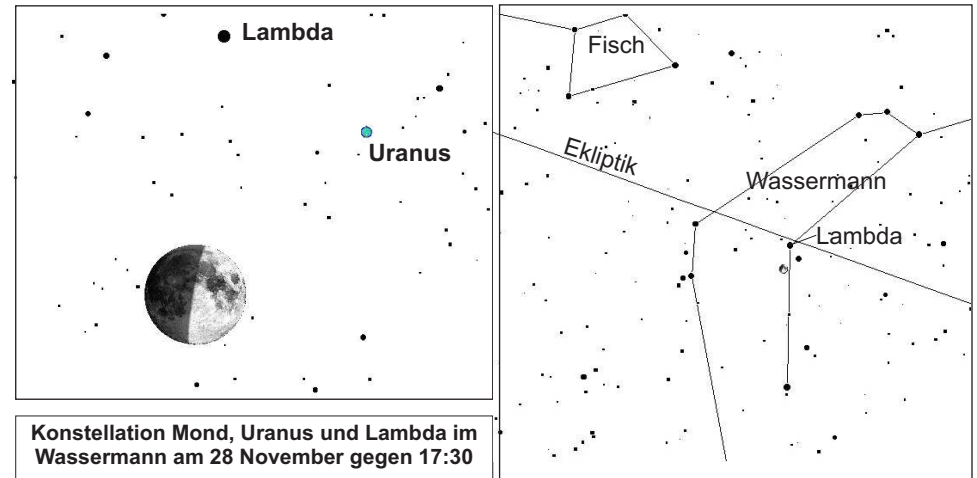 Lambda
Uranus
Konstellation Mond, Uranus und Lambda im
Wassermann am 28 November gegen 17:30
Fisch
Ekliptik
Wassermann
Lambda